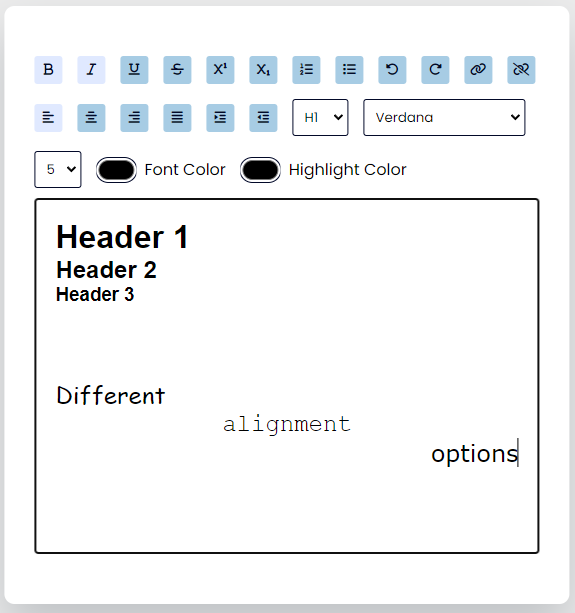 B I U S X¹ X₁
H1 Verdana
5 Font Color Highlight Color
Header 1
Header 2
Header 3
Different
alignment
options